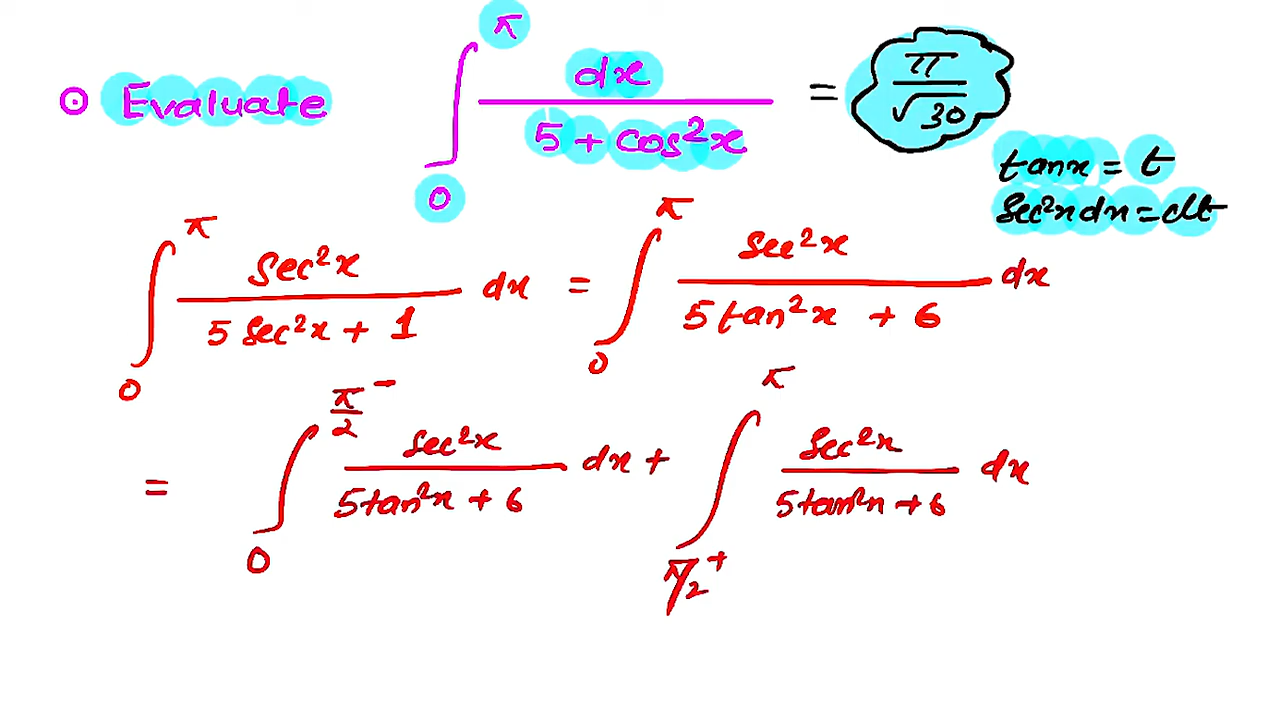 ⊙ Evaluate ∫₀^π dx / (5 + cos²x) = π/√30
tanx = t
sec²x dx = dt
∫₀^π sec²x / (5 sec²x + 1) dx = ∫₀^π sec²x / (5 tan²x + 6) dx
= ∫₀^(π/2⁻) sec²x / (5tan²x + 6) dx + ∫_(π/2⁺)^π sec²x / (5tan²x + 6) dx